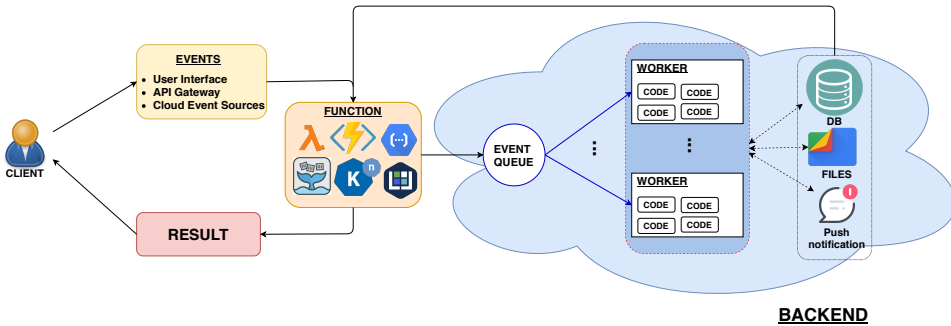 EVENTS
• User Interface
• API Gateway
• Cloud Event Sources
CLIENT
FUNCTION
n
K
RESULT
EVENT
QUEUE
WORKER
CODE CODE
CODE CODE
WORKER
CODE CODE
CODE CODE
DB
FILES
Push
notification
BACKEND